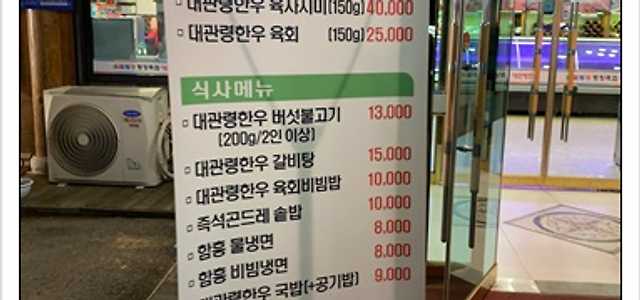 ▫ 대관령한우 육사시미(150g) 40.000
▫ 대관령한우 육회 (150g) 25.000
식사메뉴
▫ 대관령한우 버섯불고기 13.000
(200g/2인 이상)
▫ 대관령한우 갈비탕 15.000
▫ 대관령한우 육회비빔밥 10.000
▫ 즉석곤드레 솥밥 10.000
▫ 함흥 물냉면 8.000
▫ 함흥 비빔냉면 8.000
대관령한우 국밥(+공기밥) 9.000